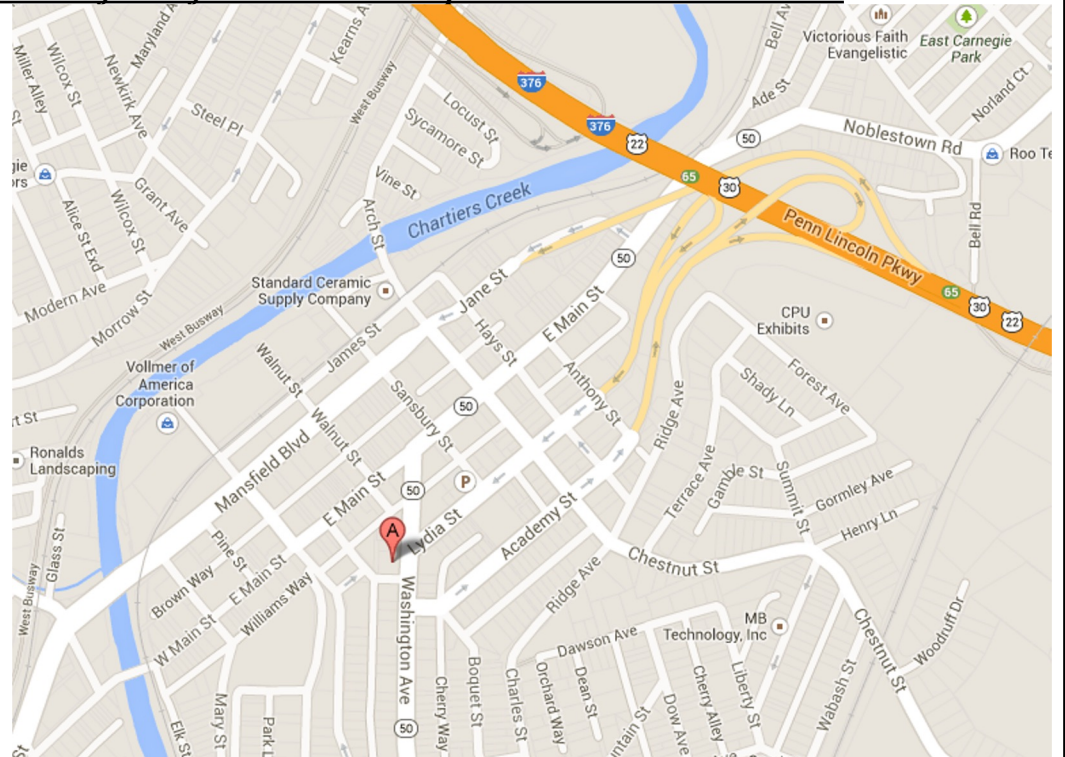 376
376
22
65
30
50
Penn Lincoln Pkwy
65
30
22
Victorious Faith
Evangelistic
East Carnegie
Park
Ade St
Noblestown Rd
Norland Ct
Bell Rd
Kearns A
Maryland A
Miller Alley
Wilcox St
Newkirk Ave
Steel Pl
West Busway
Locust St
Sycamore St
Vine St
Arch St
Chartiers Creek
Grant Ave
Wilcox St
Alice St Exd
Modern Ave
Morrow St
West Busway
Standard Ceramic
Supply Company
Jane St
50
E Main St
CPU
Exhibits
James St
Hays St
Vollmer of
America
Corporation
Walnut St
Walnut St
Sansbury St
50
Anthony St
Ridge Ave
Forest Ave
Shady Ln
Ronalds
Landscaping
Mansfield Blvd
50
P
E Main St
Terrace Ave
Summit St
Gormley Ave
Henry Ln
A
Lydia St
Academy St
Chestnut St
Glass St
Pine St
Brown Way
E Main St
Williams Way
W Main St
West Busway
Washington Ave
Ridge Ave
MB
Technology, Inc
Dawson Ave
Chestnut St
Woodruff Dr
Elk St
Mary St
Park L
50
Cherry Way
Boquet St
Charles St
Orchard Way
Dean St
untain St
Dow Ave
Cherry Alley
Liberty St
Wabash St